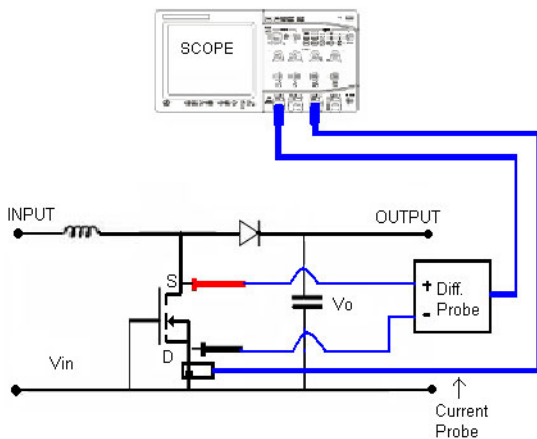 SCOPE
INPUT
OUTPUT
S
+ Diff.
- Probe
Vo
D
Vin
Current
Probe